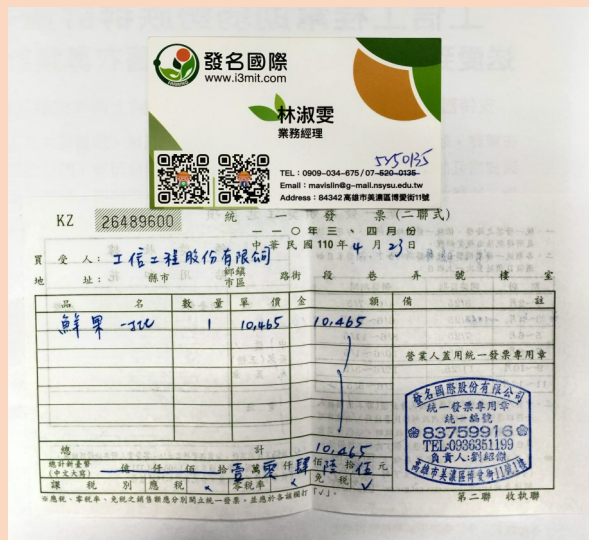 發名國際
www.i3mit.com
林淑雯
業務經理
5250135
TEL：0909-034-675/07-520-0135
Email：mavislin@g-mail.nsysu.edu.tw
Address：84342高雄市美濃區博愛街11號
KZ 26489600
統一發票(二聯式)
一一〇年三、四月份
中華民國110年4月23日
買受人：工信工程股份有限公司
地址：縣市 鄉鎮市區 路街 段 巷 弄 號 樓 室
品名 數量 單價 金額 備註
鮮果 一批 1 10,465 10,465
營業人蓋用統一發票專用章
發名國際股份有限公司
統一發票專用章
統一編號
83759916
TEL:0936351199
負責人:劉紹
高雄市美濃區博愛街11號1樓
總計 10,465
總計新臺幣
(中文大寫)
億仟佰拾壹萬零仟肆佰陸拾伍元
課稅別 應稅 零稅率 免稅 ✓
※應稅、零稅率、免稅之銷售額應分別開立統一發票，並應於各該欄打「✓」。
第二聯 收執聯